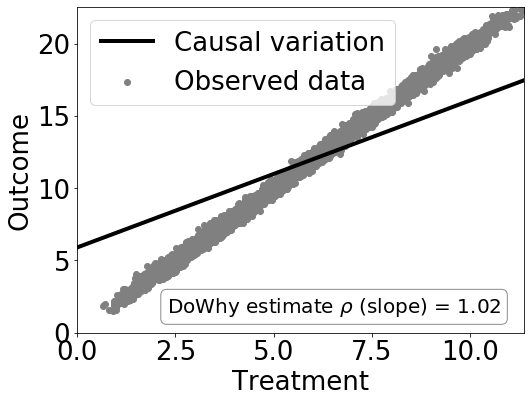 Causal variation
Observed data
20
15
10
5
0
Outcome
DoWhy estimate ρ (slope) = 1.02
0.0 2.5 5.0 7.5 10.0
Treatment